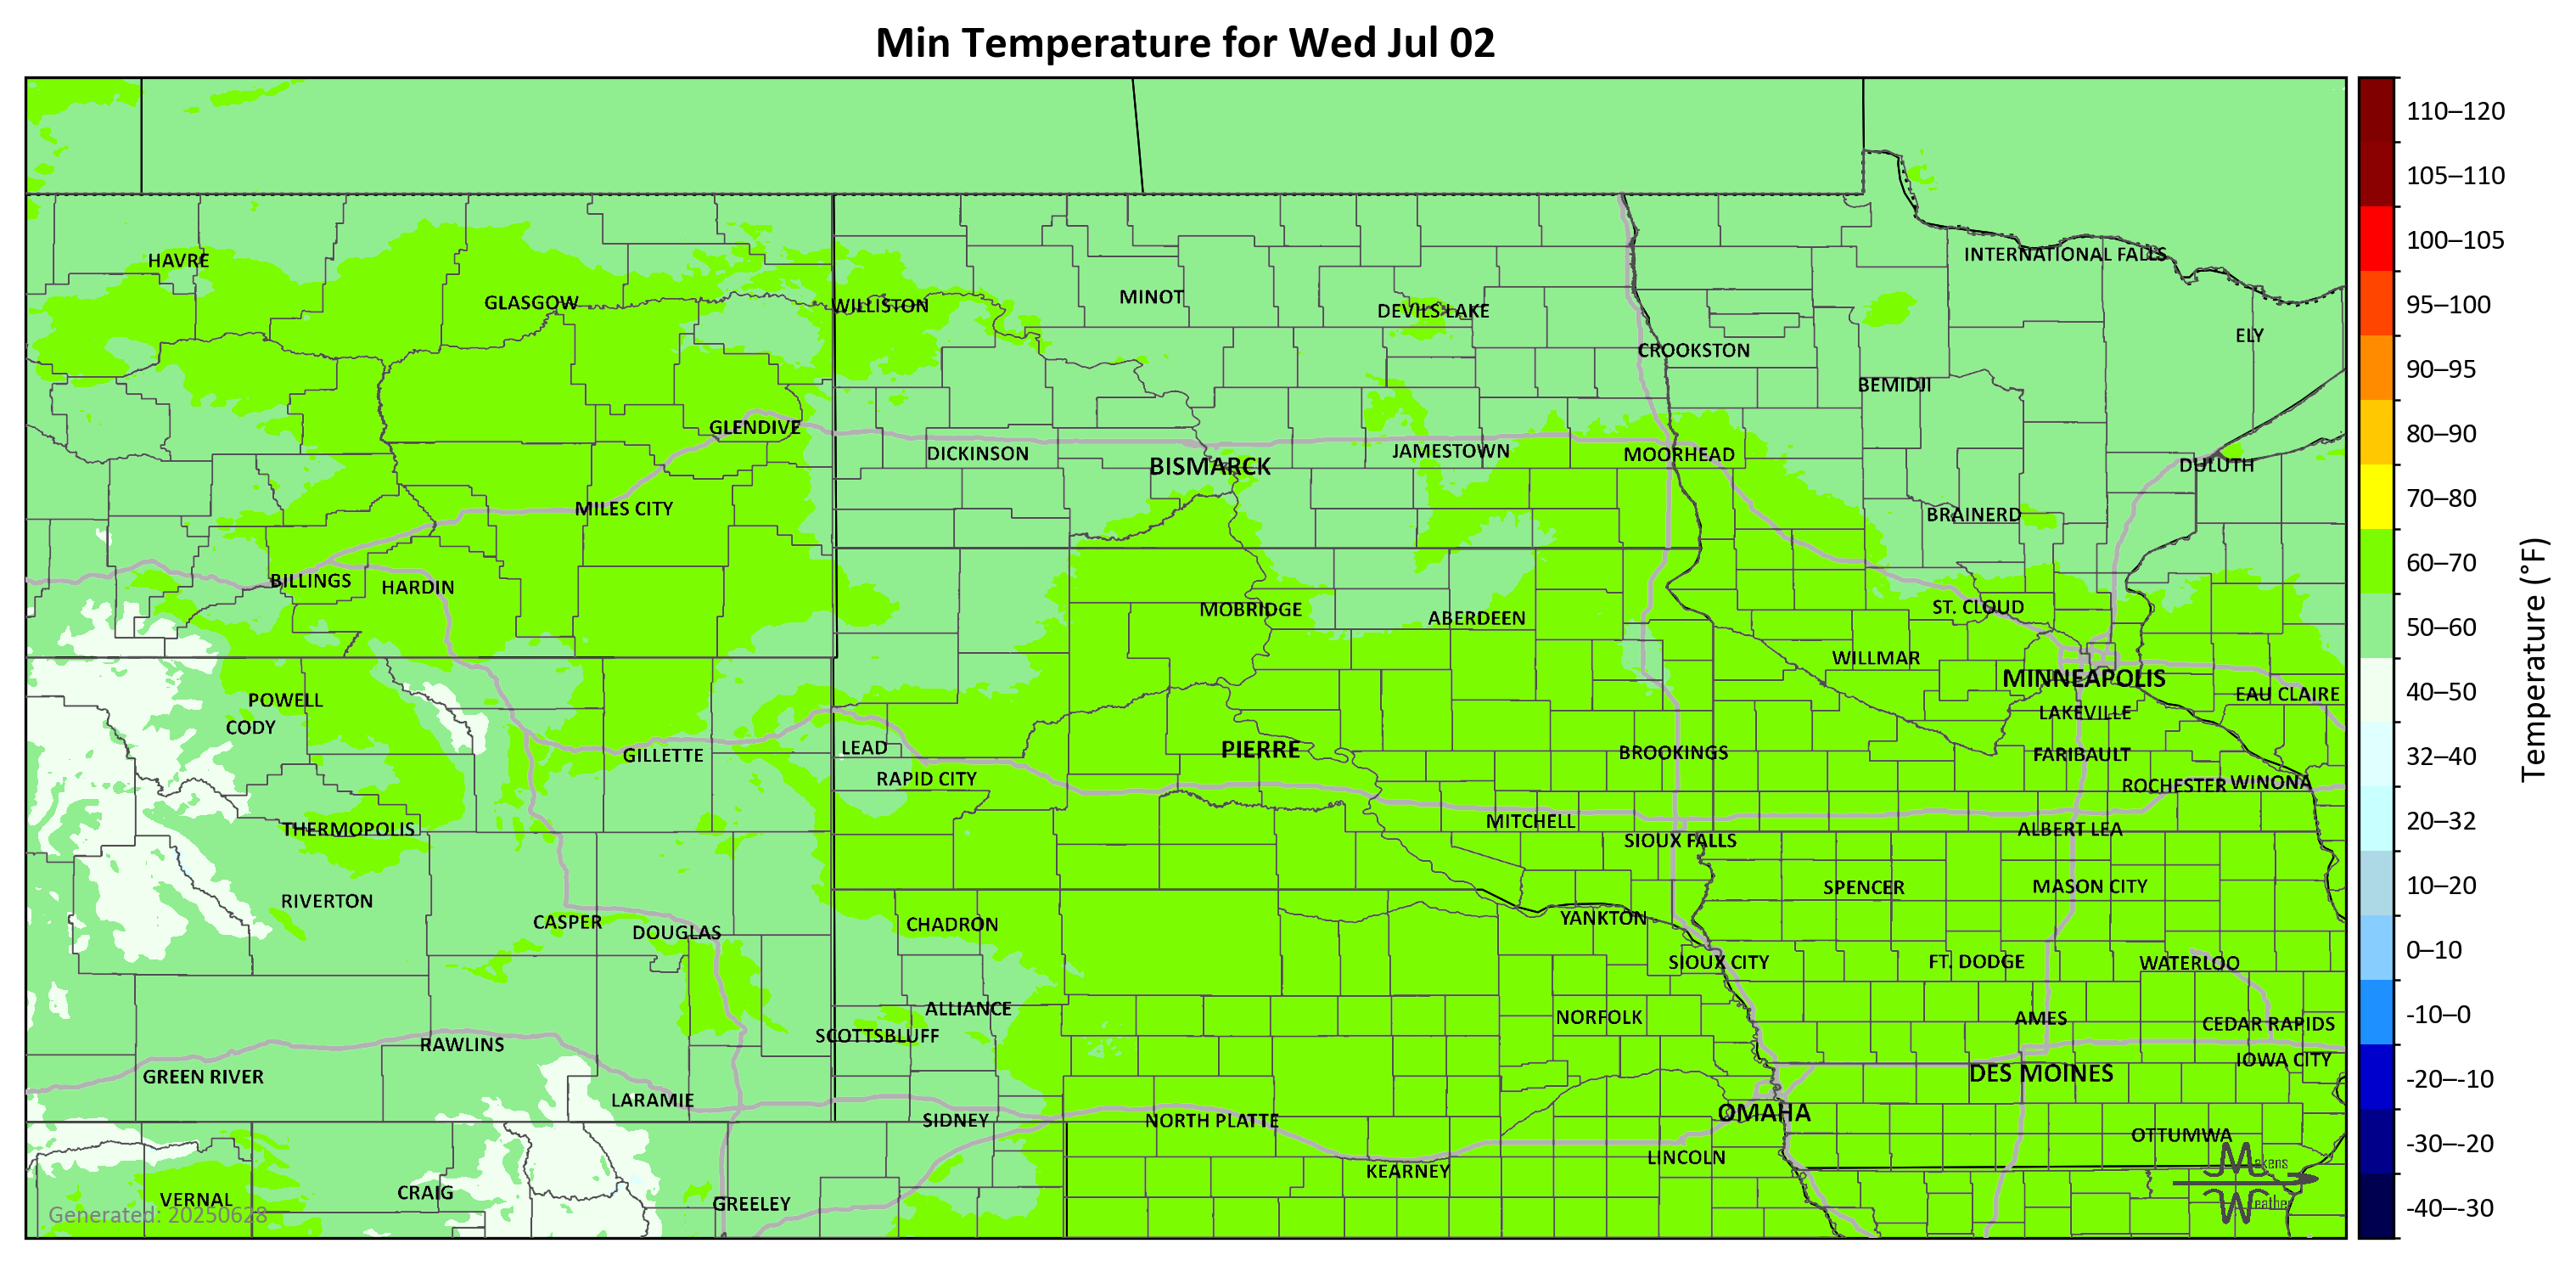 Min Temperature for Wed Jul 02
110–120
105–110
100–105
95–100
90–95
80–90
70–80
60–70
50–60
40–50
32–40
20–32
10–20
0–10
-10–0
-20–-10
-30–-20
-40–-30
Temperature (°F)
HAVRE
GLASGOW
WILLISTON
MINOT
DEVILS LAKE
CROOKSTON
INTERNATIONAL FALLS
ELY
BEMIDJI
GLENDIVE
DICKINSON
BISMARCK
JAMESTOWN
MOORHEAD
DULUTH
MILES CITY
BRAINERD
BILLINGS
HARDIN
MOBRIDGE
ABERDEEN
ST. CLOUD
WILLMAR
MINNEAPOLIS
EAU CLAIRE
POWELL
CODY
LAKEVILLE
GILLETTE
LEAD
RAPID CITY
PIERRE
BROOKINGS
FARIBAULT
ROCHESTER
WINONA
THERMOPOLIS
MITCHELL
SIOUX FALLS
ALBERT LEA
RIVERTON
SPENCER
MASON CITY
CASPER
DOUGLAS
CHADRON
YANKTON
SIOUX CITY
FT. DODGE
WATERLOO
ALLIANCE
SCOTTSBLUFF
NORFOLK
AMES
CEDAR RAPIDS
RAWLINS
IOWA CITY
GREEN RIVER
DES MOINES
LARAMIE
SIDNEY
NORTH PLATTE
OMAHA
OTTUMWA
LINCOLN
KEARNEY
VERNAL
CRAIG
GREELEY
Generated: 20250628
Makens
Weather